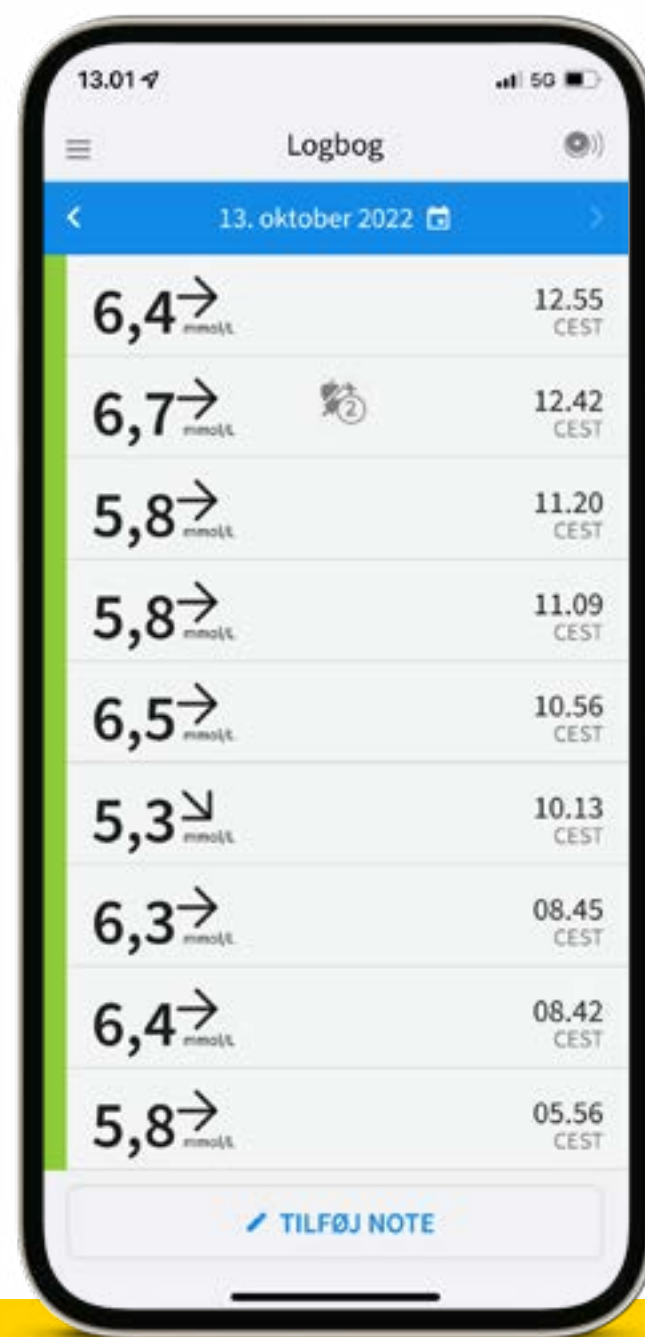 13.01
5G
Logbog
13. oktober 2022
6,4 mmol/L 12.55
CEST
6,7 mmol/L 2 12.42
CEST
5,8 mmol/L 11.20
CEST
5,8 mmol/L 11.09
CEST
6,5 mmol/L 10.56
CEST
5,3 mmol/L 10.13
CEST
6,3 mmol/L 08.45
CEST
6,4 mmol/L 08.42
CEST
5,8 mmol/L 05.56
CEST
TILFØJ NOTE